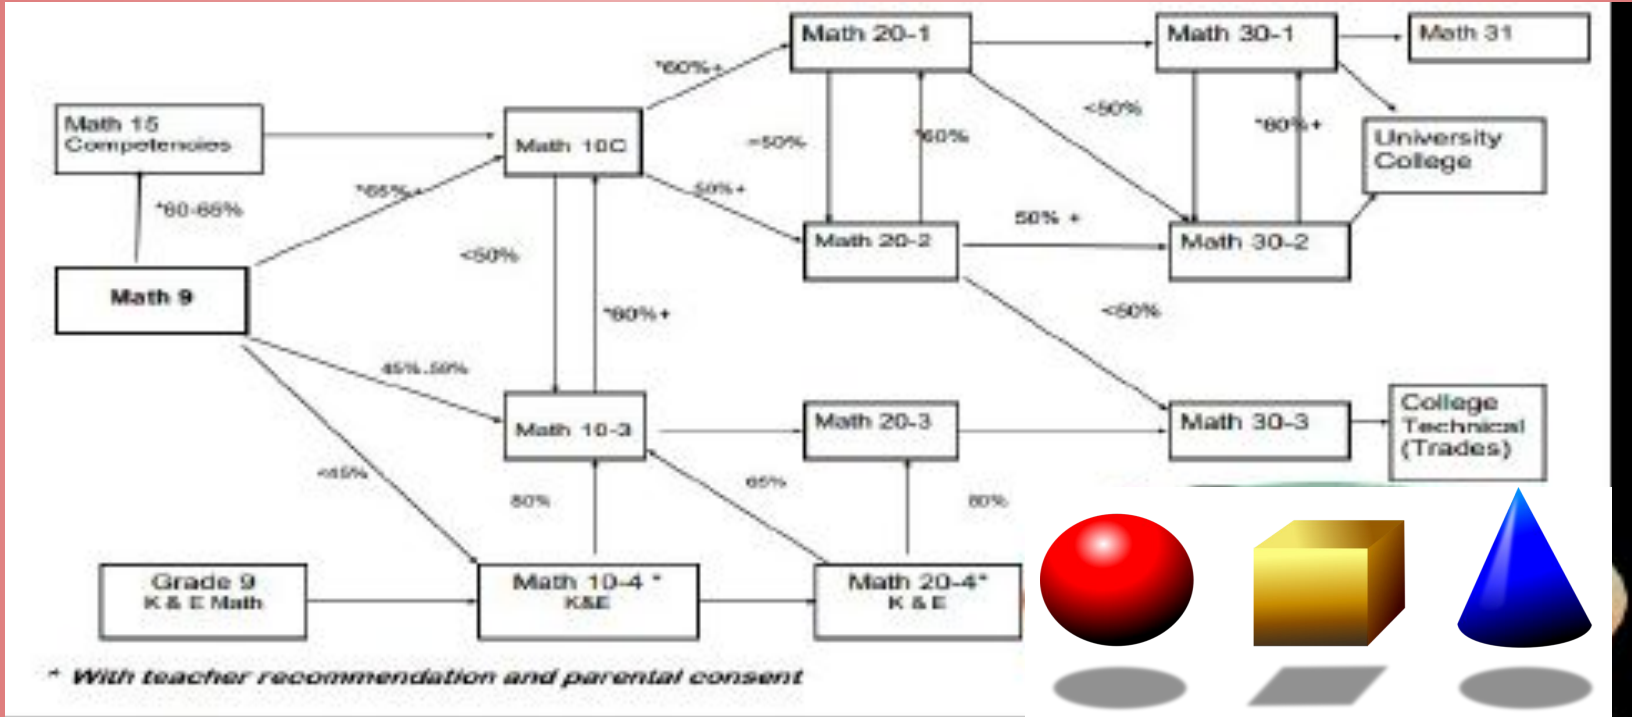 Math 20-1
Math 30-1
Math 31
*60%+
Math 15
Competencies
Math 10C
<50%
*60%+
University
College
=50%
*60%
*65%+
50%+
*60-65%
50% +
Math 20-2
Math 30-2
<50%
Math 9
*60%+
<50%
45%-59%
Math 10-3
Math 20-3
Math 30-3
College
Technical
(Trades)
<45%
80%
65%
80%
Grade 9
K & E Math
Math 10-4 *
K&E
Math 20-4*
K & E
* With teacher recommendation and parental consent